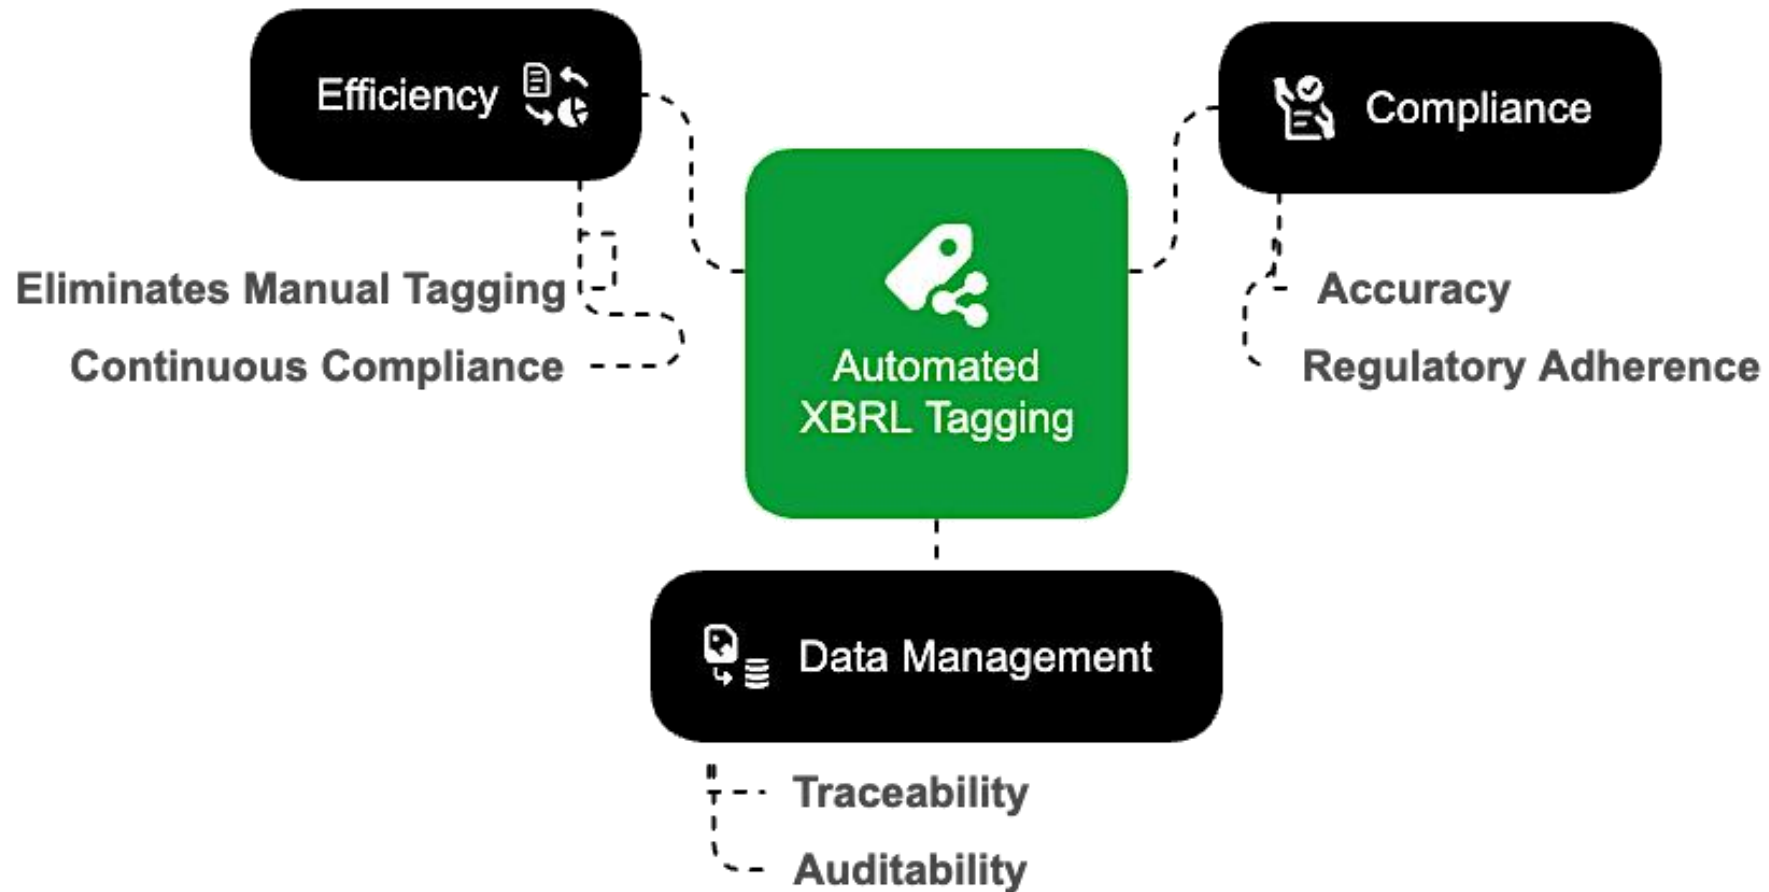 Efficiency
Compliance
Eliminates Manual Tagging
Continuous Compliance
Automated
XBRL Tagging
Accuracy
Regulatory Adherence
Data Management
Traceability
Auditability